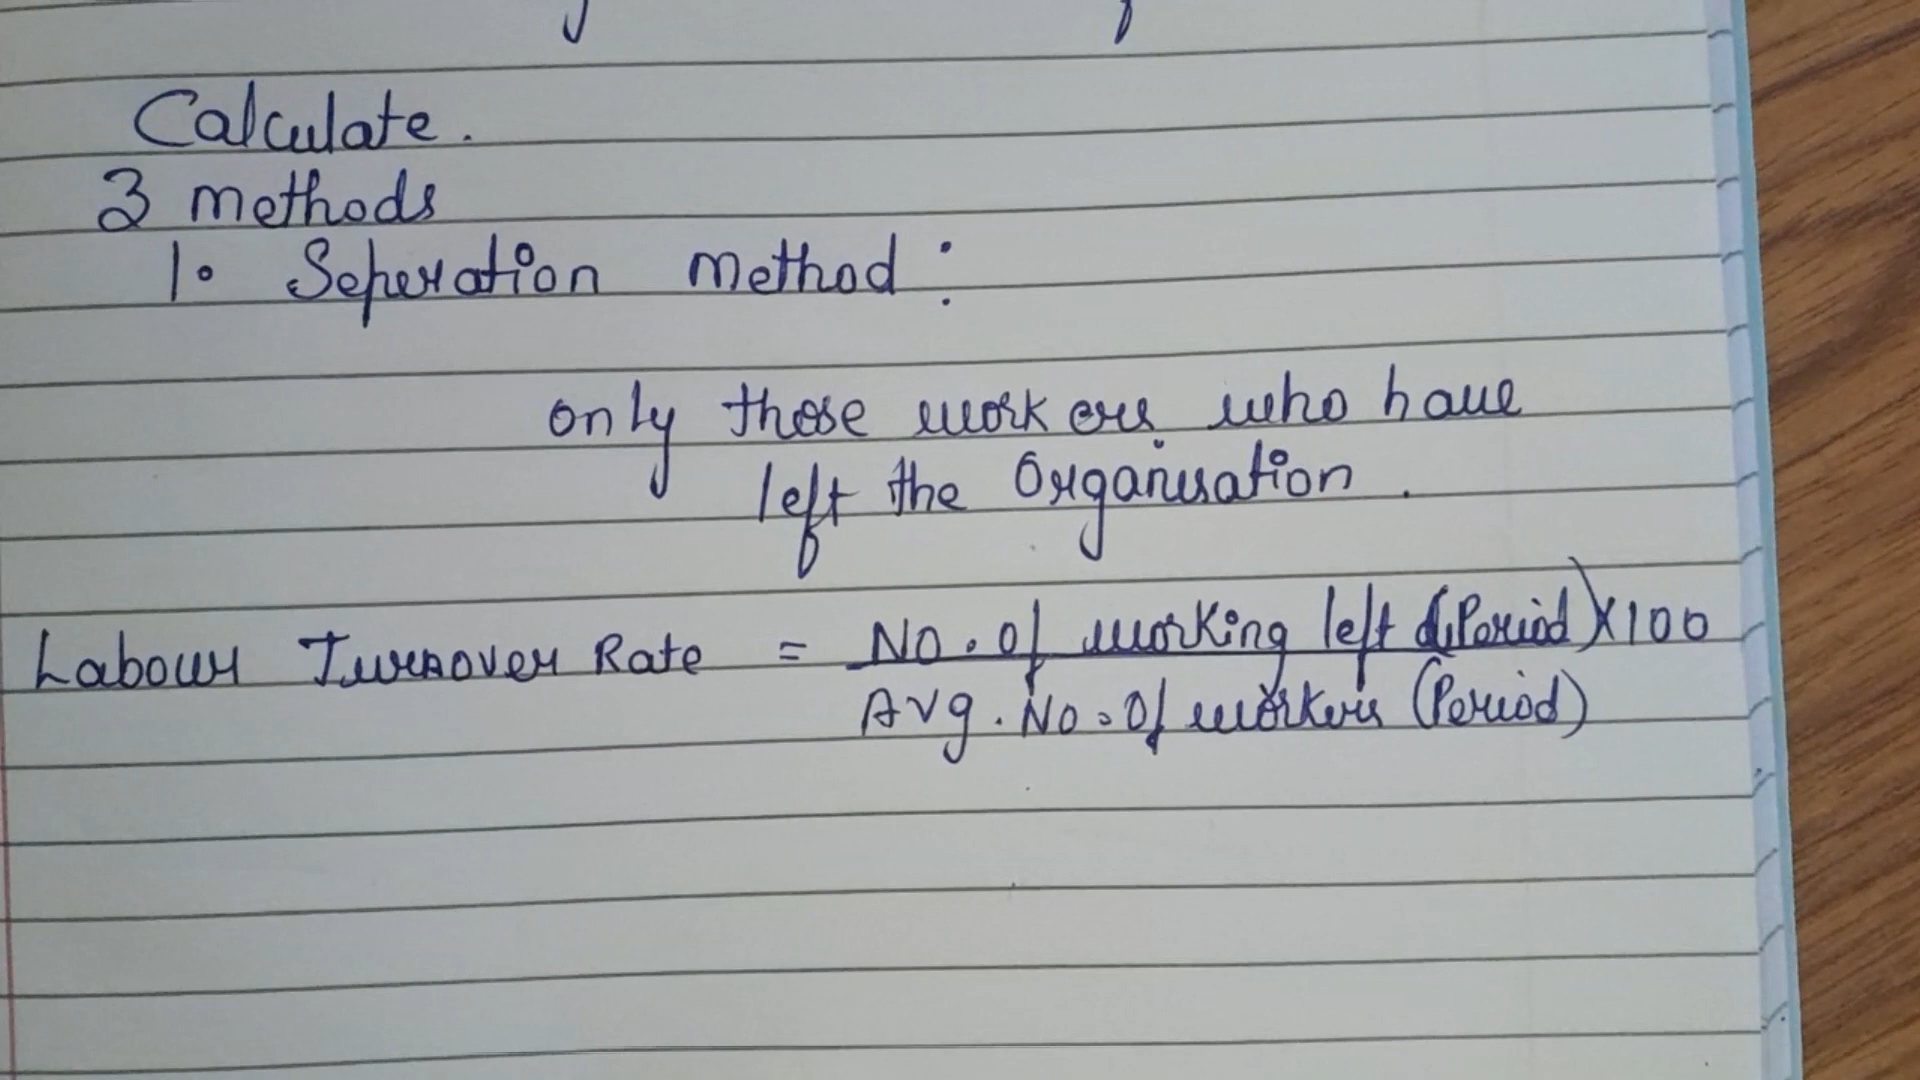 Calculate.
3 methods
1. Seperation method :
only those workers who have
left the Organisation .
Labour Turnover Rate = No. of working left (Period) × 100
Avg. No. of workers (Period)